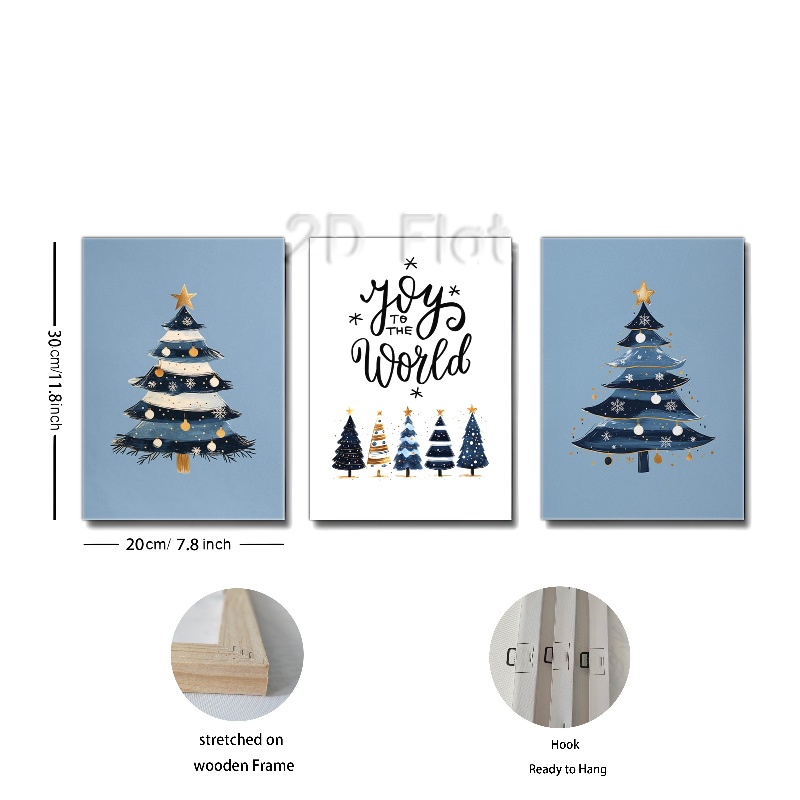 2D Flat
Joy
TO
THE
World
30cm/11.8inch
20cm/ 7.8 inch
stretched on
wooden Frame
Hook
Ready to Hang